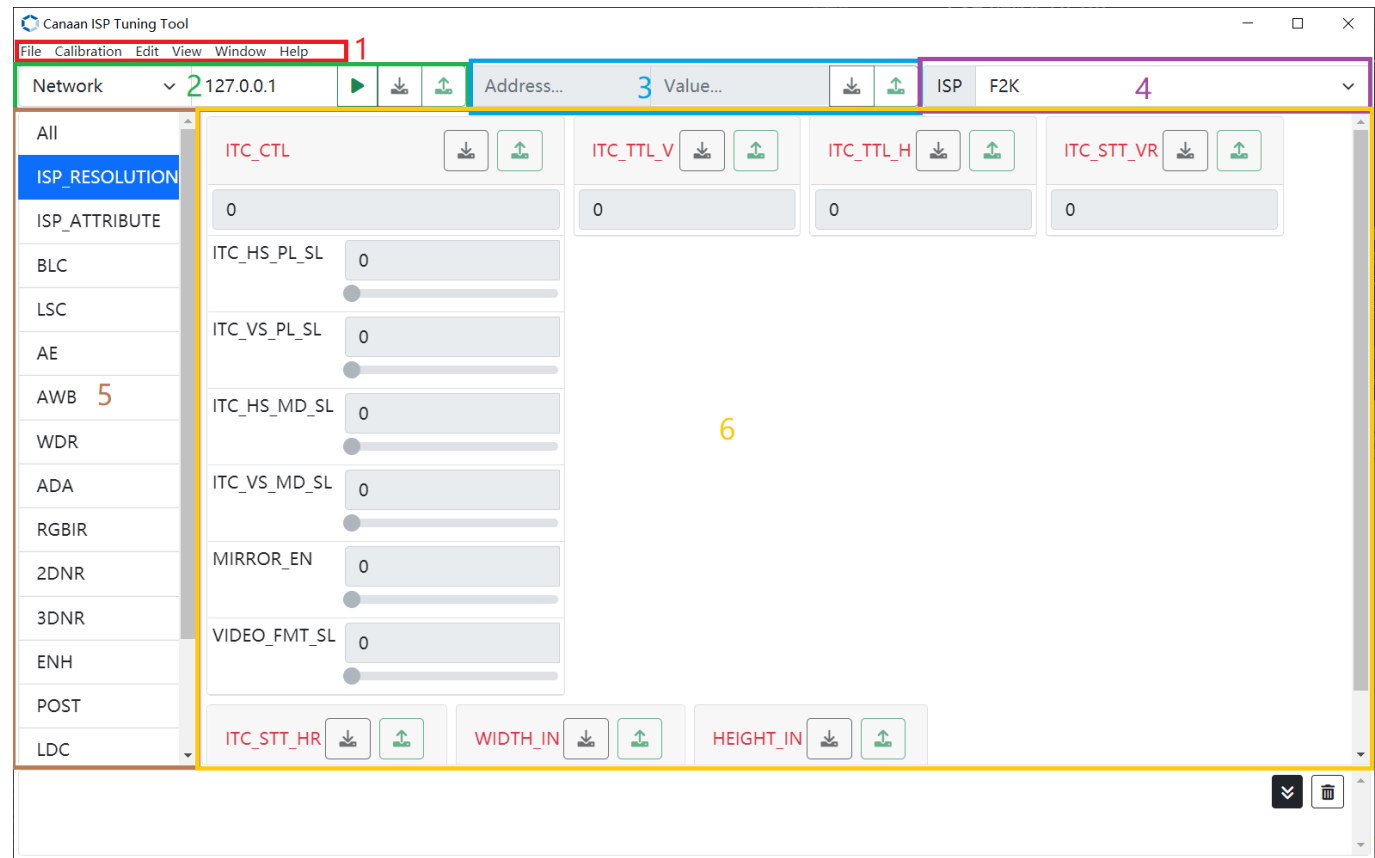 Canaan ISP Tuning Tool
File Calibration Edit View Window Help 1
Network 2 127.0.0.1 Address... 3 Value... ISP F2K 4
All
ISP_RESOLUTION
ISP_ATTRIBUTE
BLC
LSC
AE
AWB 5
WDR
ADA
RGBIR
2DNR
3DNR
ENH
POST
LDC
ITC_CTL ITC_TTL_V ITC_TTL_H ITC_STT_VR
0 0 0 0
ITC_HS_PL_SL 0
ITC_VS_PL_SL 0
ITC_HS_MD_SL 0
6
ITC_VS_MD_SL 0
MIRROR_EN 0
VIDEO_FMT_SL 0
ITC_STT_HR WIDTH_IN HEIGHT_IN